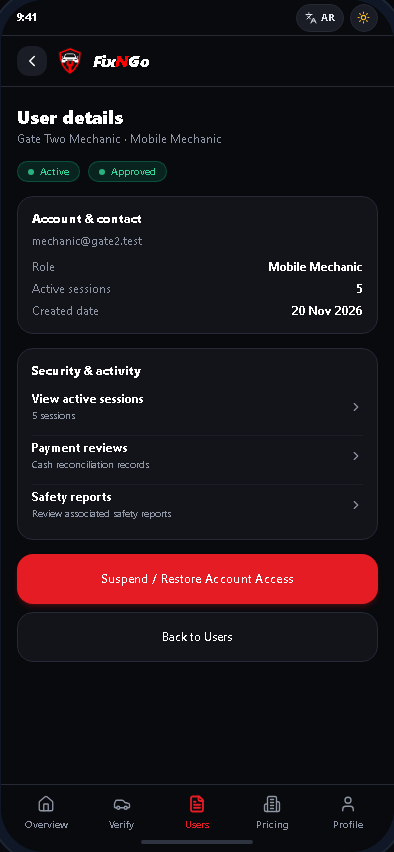 9:41
AR
FixNGo
User details
Gate Two Mechanic · Mobile Mechanic
Active
Approved
Account & contact
mechanic@gate2.test
Role Mobile Mechanic
Active sessions 5
Created date 20 Nov 2026
Security & activity
View active sessions
5 sessions
Payment reviews
Cash reconciliation records
Safety reports
Review associated safety reports
Suspend / Restore Account Access
Back to Users
Overview Verify Users Pricing Profile